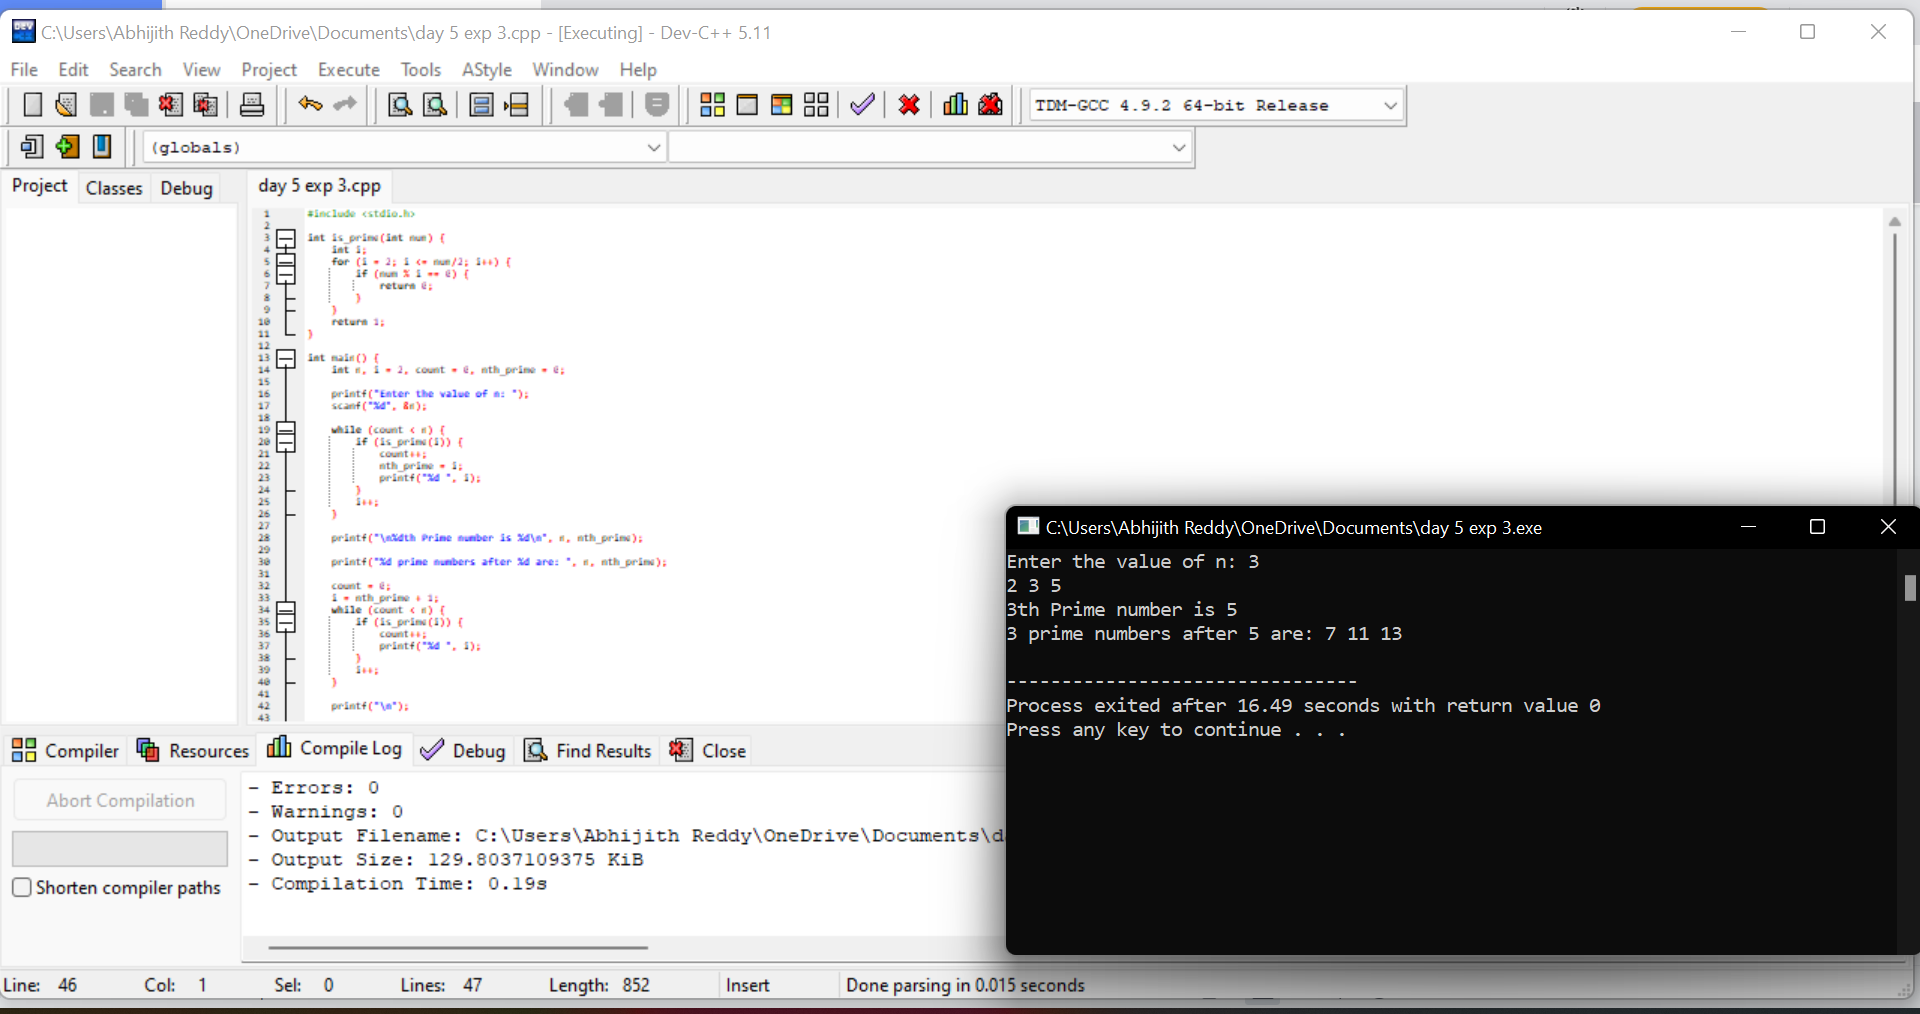 C:\Users\Abhijith Reddy\OneDrive\Documents\day 5 exp 3.cpp - [Executing] - Dev-C++ 5.11
File Edit Search View Project Execute Tools AStyle Window Help
TDM-GCC 4.9.2 64-bit Release
(globals)
Project Classes Debug
day 5 exp 3.cpp
1 #include <stdio.h>
2
3 int is_prime(int num) {
4 int i;
5 for (i = 2; i <= num/2; i++) {
6 if (num % i == 0) {
7 return 0;
8 }
9 }
10 return 1;
11 }
12
13 int main() {
14 int n, i = 2, count = 0, nth_prime = 0;
15
16 printf("Enter the value of n: ");
17 scanf("%d", &n);
18
19 while (count < n) {
20 if (is_prime(i)) {
21 count++;
22 nth_prime = i;
23 printf("%d ", i);
24 }
25 i++;
26 }
27
28 printf("\n%dth Prime number is %d\n", n, nth_prime);
29
30 printf("%d prime numbers after %d are: ", n, nth_prime);
31
32 count = 0;
33 i = nth_prime + 1;
34 while (count < n) {
35 if (is_prime(i)) {
36 count++;
37 printf("%d ", i);
38 }
39 i++;
40 }
41
42 printf("\n");
43
C:\Users\Abhijith Reddy\OneDrive\Documents\day 5 exp 3.exe
Enter the value of n: 3
2 3 5
3th Prime number is 5
3 prime numbers after 5 are: 7 11 13
--------------------------------
Process exited after 16.49 seconds with return value 0
Press any key to continue . . .
Compiler Resources Compile Log Debug Find Results Close
Abort Compilation
Shorten compiler paths
- Errors: 0
- Warnings: 0
- Output Filename: C:\Users\Abhijith Reddy\OneDrive\Documents\d
- Output Size: 129.8037109375 KiB
- Compilation Time: 0.19s
Line: 46 Col: 1 Sel: 0 Lines: 47 Length: 852 Insert Done parsing in 0.015 seconds